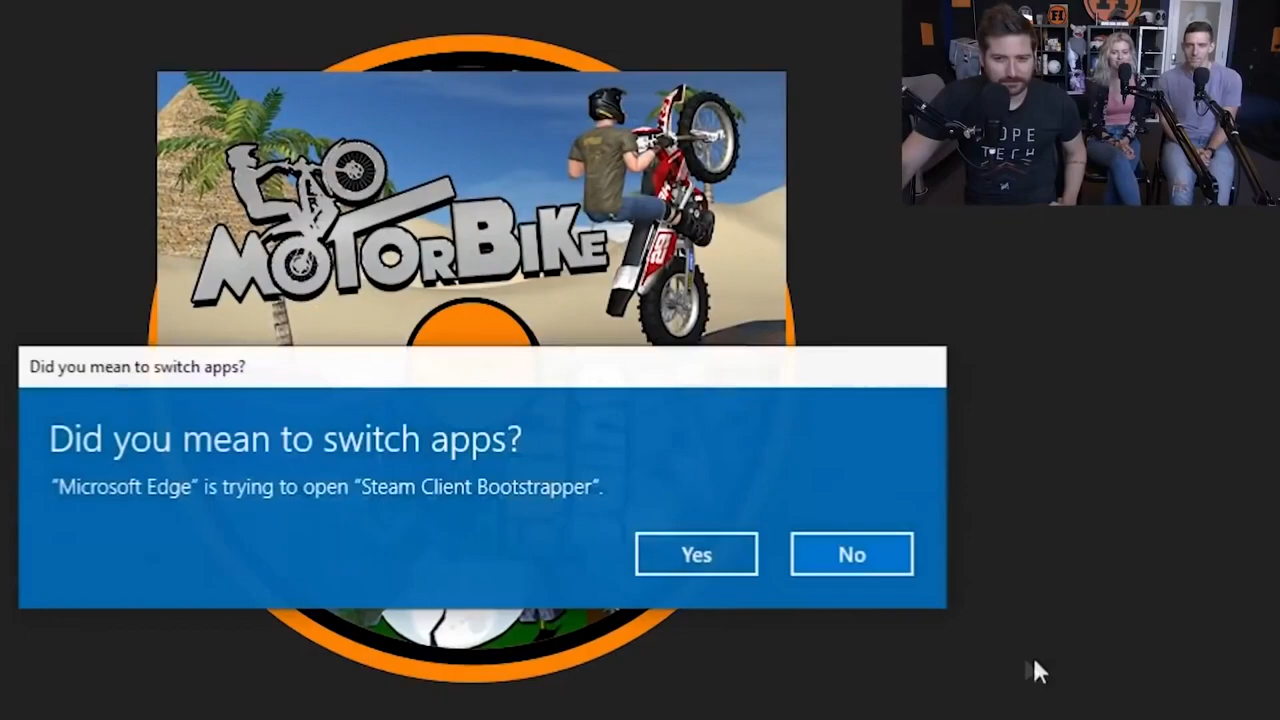 MOTORBIKE
Did you mean to switch apps?
Did you mean to switch apps?
"Microsoft Edge" is trying to open "Steam Client Bootstrapper".
Yes
No
H